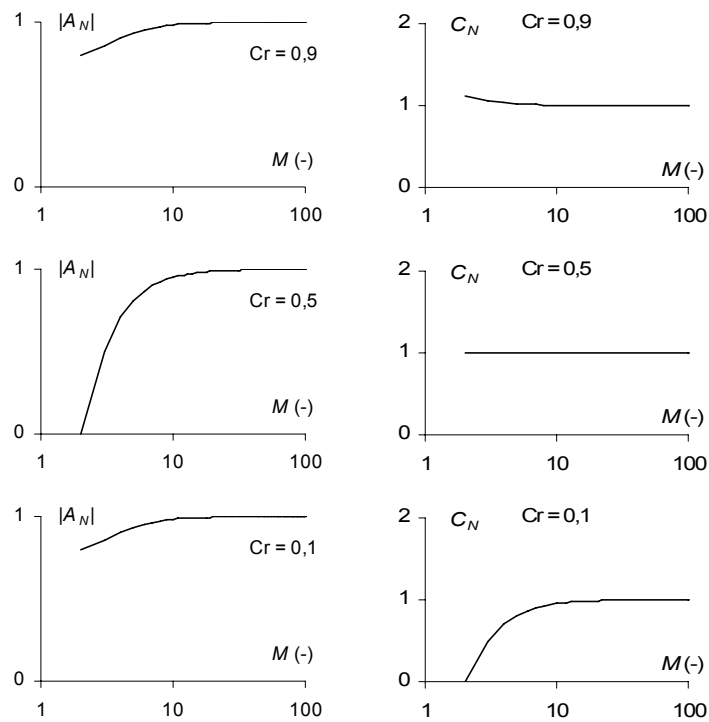 1 |A_N|
Cr = 0,9
M (-)
0
1 10 100
2 C_N Cr = 0,9
1
M (-)
0
1 10 100
1 |A_N|
Cr = 0,5
M (-)
0
1 10 100
2 C_N Cr = 0,5
1
M (-)
0
1 10 100
1 |A_N|
Cr = 0,1
M (-)
0
1 10 100
2 C_N Cr = 0,1
1
M (-)
0
1 10 100